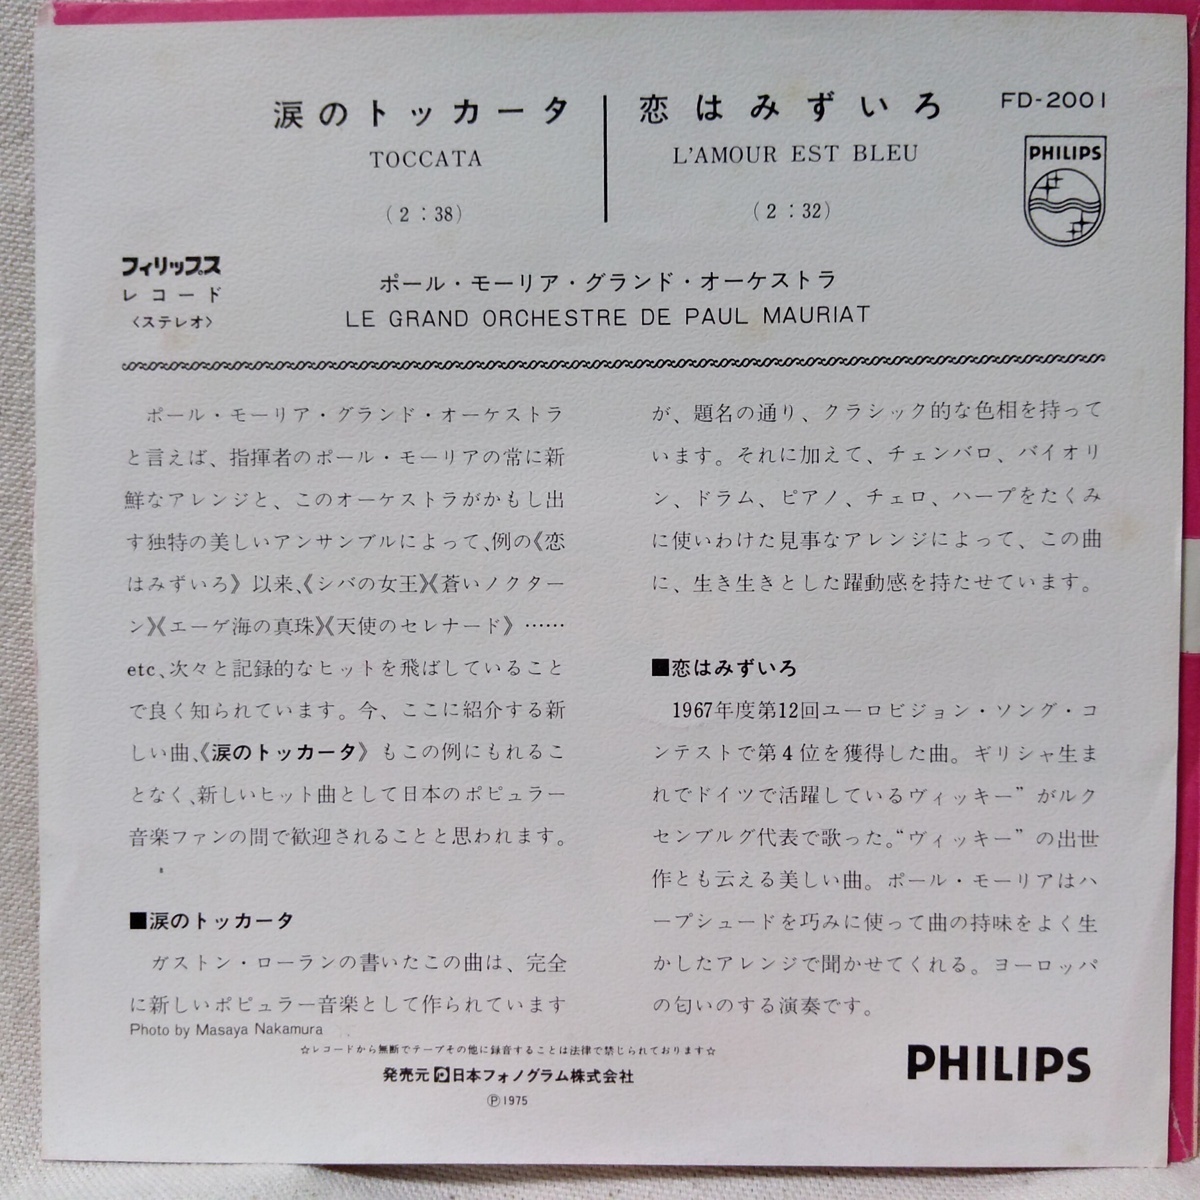 涙のトッカータ
TOCCATA
(2:38)
恋はみずいろ
L'AMOUR EST BLEU
(2:32)
FD-2001
PHILIPS
フィリップス
レコード
〈ステレオ〉
ポール・モーリア・グランド・オーケストラ
LE GRAND ORCHESTRE DE PAUL MAURIAT
ポール・モーリア・グランド・オーケストラ
と言えば、指揮者のポール・モーリアの常に新
鮮なアレンジと、このオーケストラがかもし出
す独特の美しいアンサンブルによって、例の《恋
はみずいろ》以来、《シバの女王》《蒼いノクター
ン》《エーゲ海の真珠》《天使のセレナード》……
etc、次々と記録的なヒットを飛ばしていること
で良く知られています。今、ここに紹介する新
しい曲、《涙のトッカータ》もこの例にもれるこ
となく、新しいヒット曲として日本のポピュラー
音楽ファンの間で歓迎されることと思われます。
■涙のトッカータ
ガストン・ローランの書いたこの曲は、完全
に新しいポピュラー音楽として作られています
が、題名の通り、クラシック的な色相を持って
います。それに加えて、チェンバロ、バイオリ
ン、ドラム、ピアノ、チェロ、ハープをたくみ
に使いわけた見事なアレンジによって、この曲
に、生き生きとした躍動感を持たせています。
■恋はみずいろ
1967年度第12回ユーロビジョン・ソング・コ
ンテストで第4位を獲得した曲。ギリシャ生ま
れでドイツで活躍しているヴィッキー”がルク
センブルグ代表で歌った。“ヴィッキー”の出世
作とも云える美しい曲。ポール・モーリアはハ
ープシュードを巧みに使って曲の持味をよく生
かしたアレンジで聞かせてくれる。ヨーロッパ
の匂いのする演奏です。
Photo by Masaya Nakamura
☆レコードから無断でテープその他に録音することは法律で禁じられております☆
発売元 日本フォノグラム株式会社
Ⓟ1975
PHILIPS